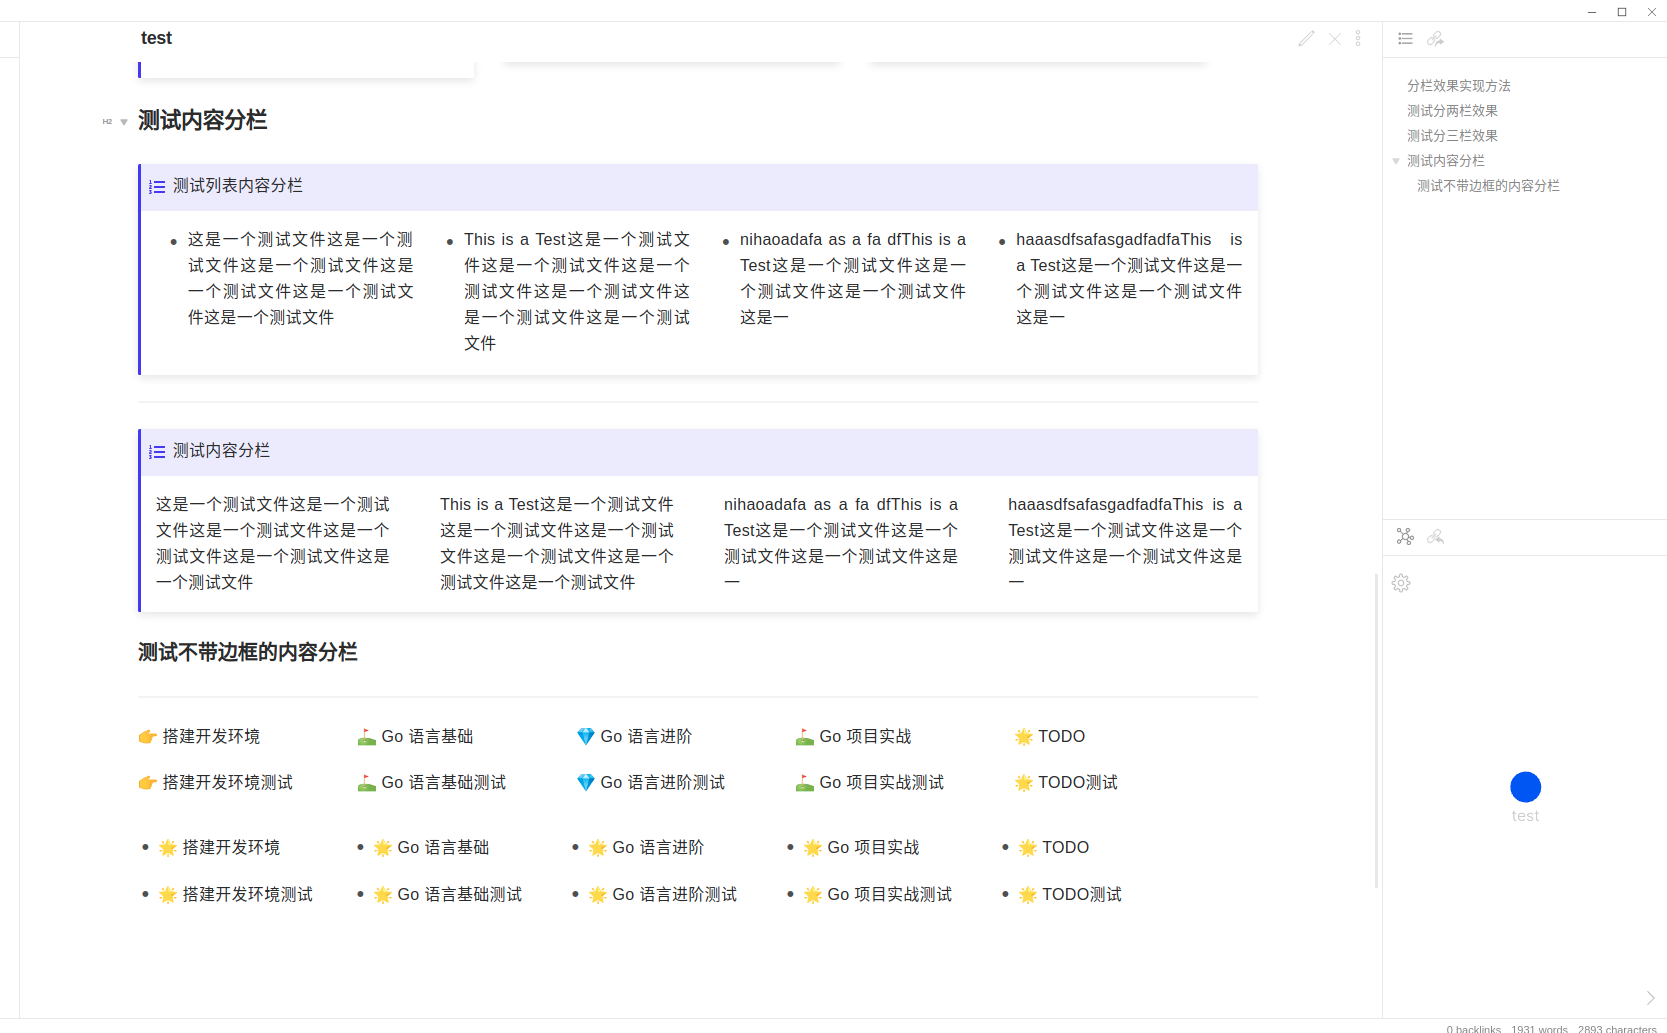 test
H2 测试内容分栏
测试列表内容分栏
这是一个测试文件这是一个测
试文件这是一个测试文件这是
一个测试文件这是一个测试文
件这是一个测试文件
This is a Test这是一个测试文
件这是一个测试文件这是一个
测试文件这是一个测试文件这
是一个测试文件这是一个测试
文件
nihaoadafa as a fa dfThis is a
Test这是一个测试文件这是一
个测试文件这是一个测试文件
这是一
haaasdfsafasgadfadfaThis is
a Test这是一个测试文件这是一
个测试文件这是一个测试文件
这是一
测试内容分栏
这是一个测试文件这是一个测试
文件这是一个测试文件这是一个
测试文件这是一个测试文件这是
一个测试文件
This is a Test这是一个测试文件
这是一个测试文件这是一个测试
文件这是一个测试文件这是一个
测试文件这是一个测试文件
nihaoadafa as a fa dfThis is a
Test这是一个测试文件这是一个
测试文件这是一个测试文件这是
一
haaasdfsafasgadfadfaThis is a
Test这是一个测试文件这是一个
测试文件这是一个测试文件这是
一
测试不带边框的内容分栏
👉 搭建开发环境 ⛳ Go 语言基础 💎 Go 语言进阶 ⛳ Go 项目实战 🌟 TODO
👉 搭建开发环境测试 ⛳ Go 语言基础测试 💎 Go 语言进阶测试 ⛳ Go 项目实战测试 🌟 TODO测试
• 🌟 搭建开发环境 • 🌟 Go 语言基础 • 🌟 Go 语言进阶 • 🌟 Go 项目实战 • 🌟 TODO
• 🌟 搭建开发环境测试 • 🌟 Go 语言基础测试 • 🌟 Go 语言进阶测试 • 🌟 Go 项目实战测试 • 🌟 TODO测试
分栏效果实现方法
测试分两栏效果
测试分三栏效果
测试内容分栏
测试不带边框的内容分栏
test
0 backlinks 1931 words 2893 characters